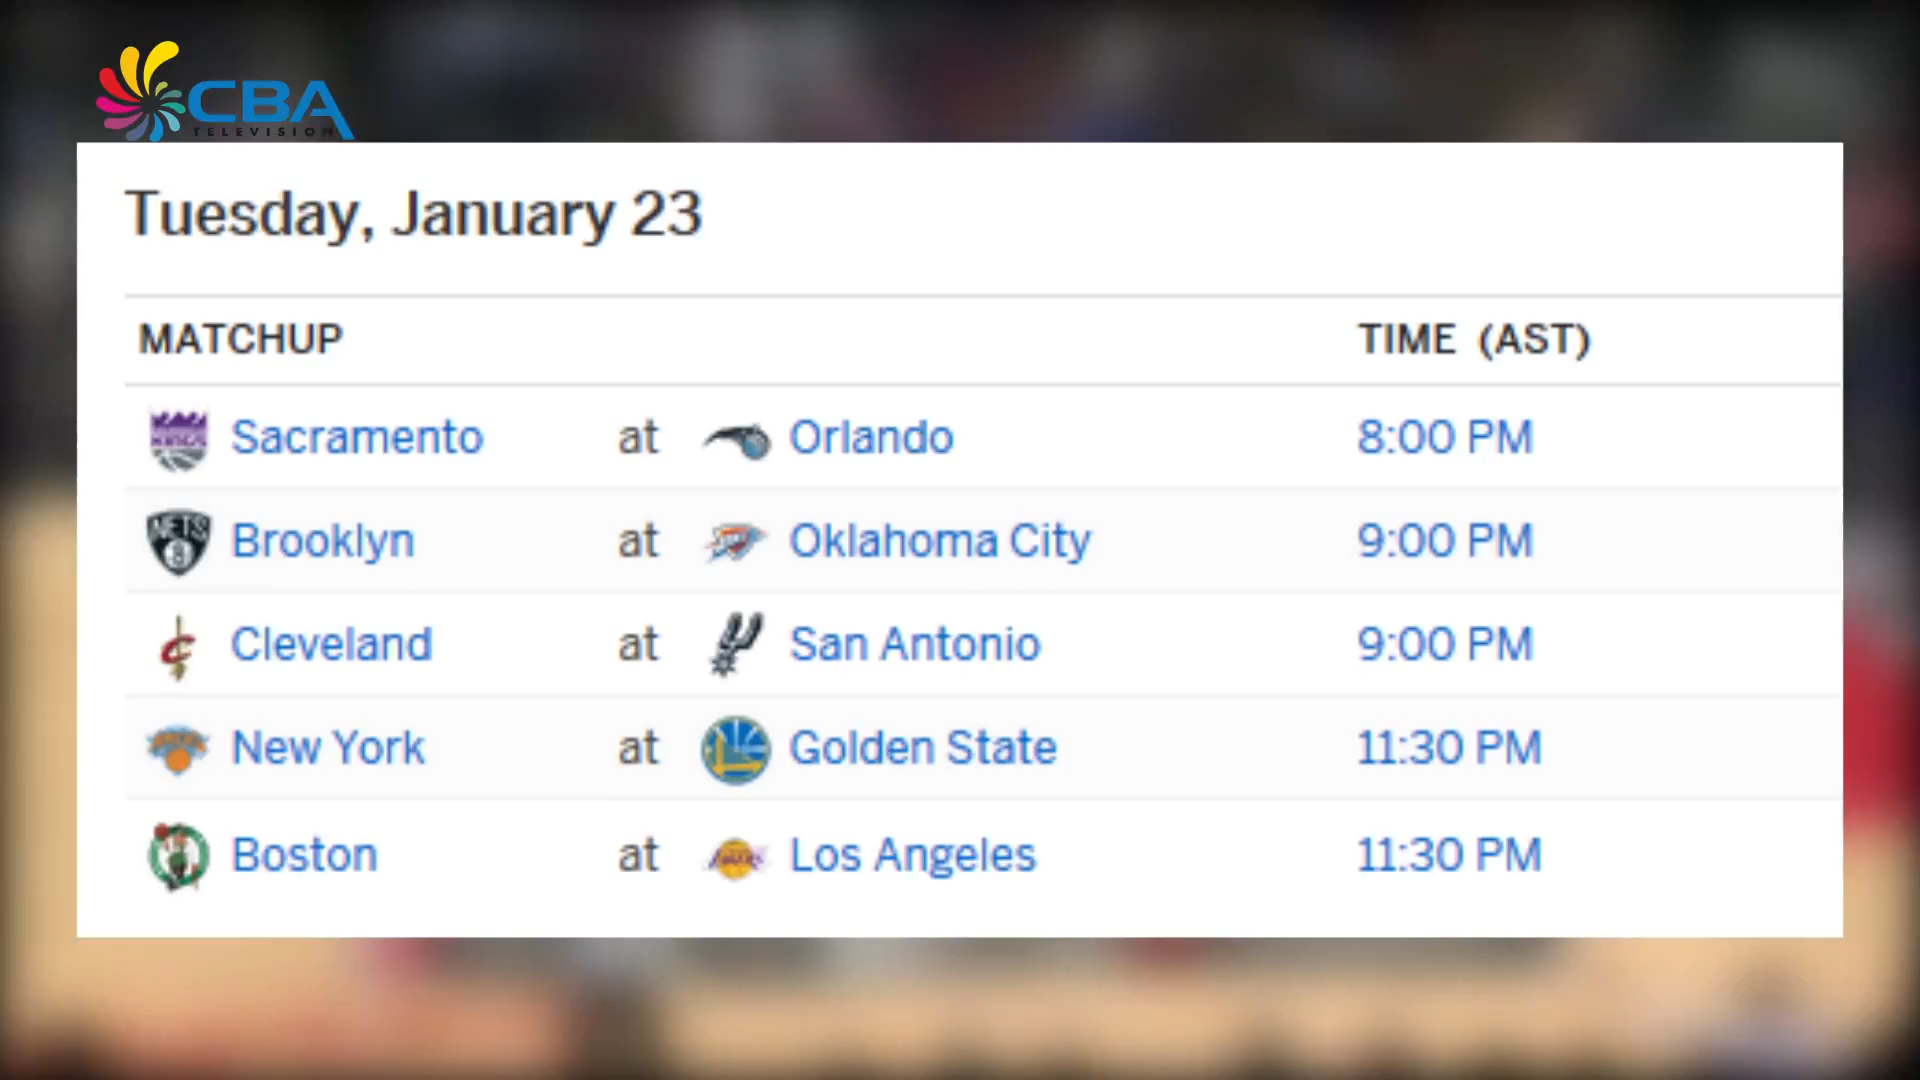 CBA
TELEVISION
Tuesday, January 23
MATCHUP TIME (AST)
KINGS Sacramento at Orlando 8:00 PM
NETS Brooklyn at Oklahoma City 9:00 PM
Cleveland at San Antonio 9:00 PM
New York at Golden State 11:30 PM
Boston at Los Angeles 11:30 PM